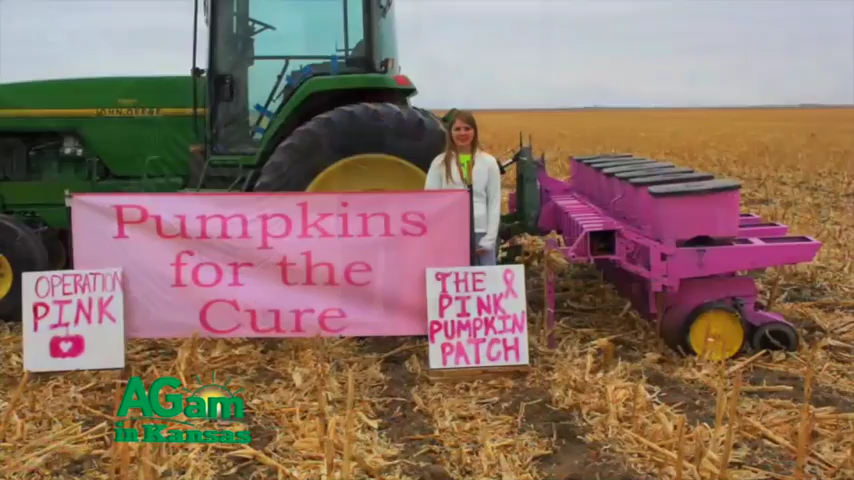 JOHN DEERE
Pumpkins
for the
Cure
OPERATION
PINK
THE
PINK
PUMPKIN
PATCH
AGam
in Kansas